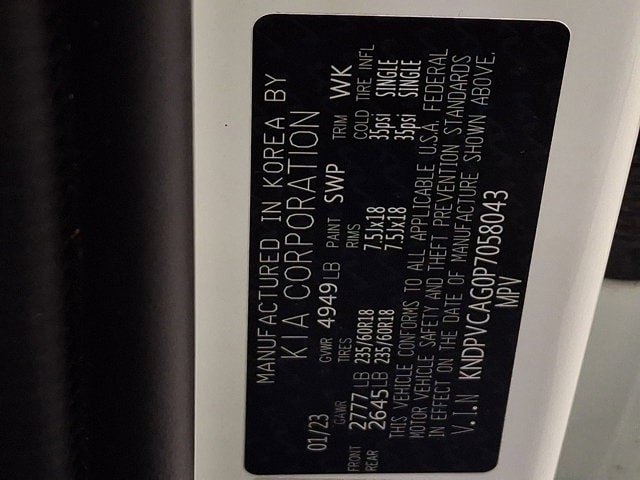 MANUFACTURED IN KOREA BY
KIA CORPORATION
01/23 GVWR 4949 LB PAINT SWP TRIM WK
GAWR TIRES RIMS COLD TIRE INFL
FRONT 2777 LB 235/60R18 7.5Jx18 35psi SINGLE
REAR 2645 LB 235/60R18 7.5Jx18 35psi SINGLE
THIS VEHICLE CONFORMS TO ALL APPLICABLE U.S.A. FEDERAL
MOTOR VEHICLE SAFETY AND THEFT PREVENTION STANDARDS
IN EFFECT ON THE DATE OF MANUFACTURE SHOWN ABOVE.
V.I.N KNDPVCAG0P7058043
MPV